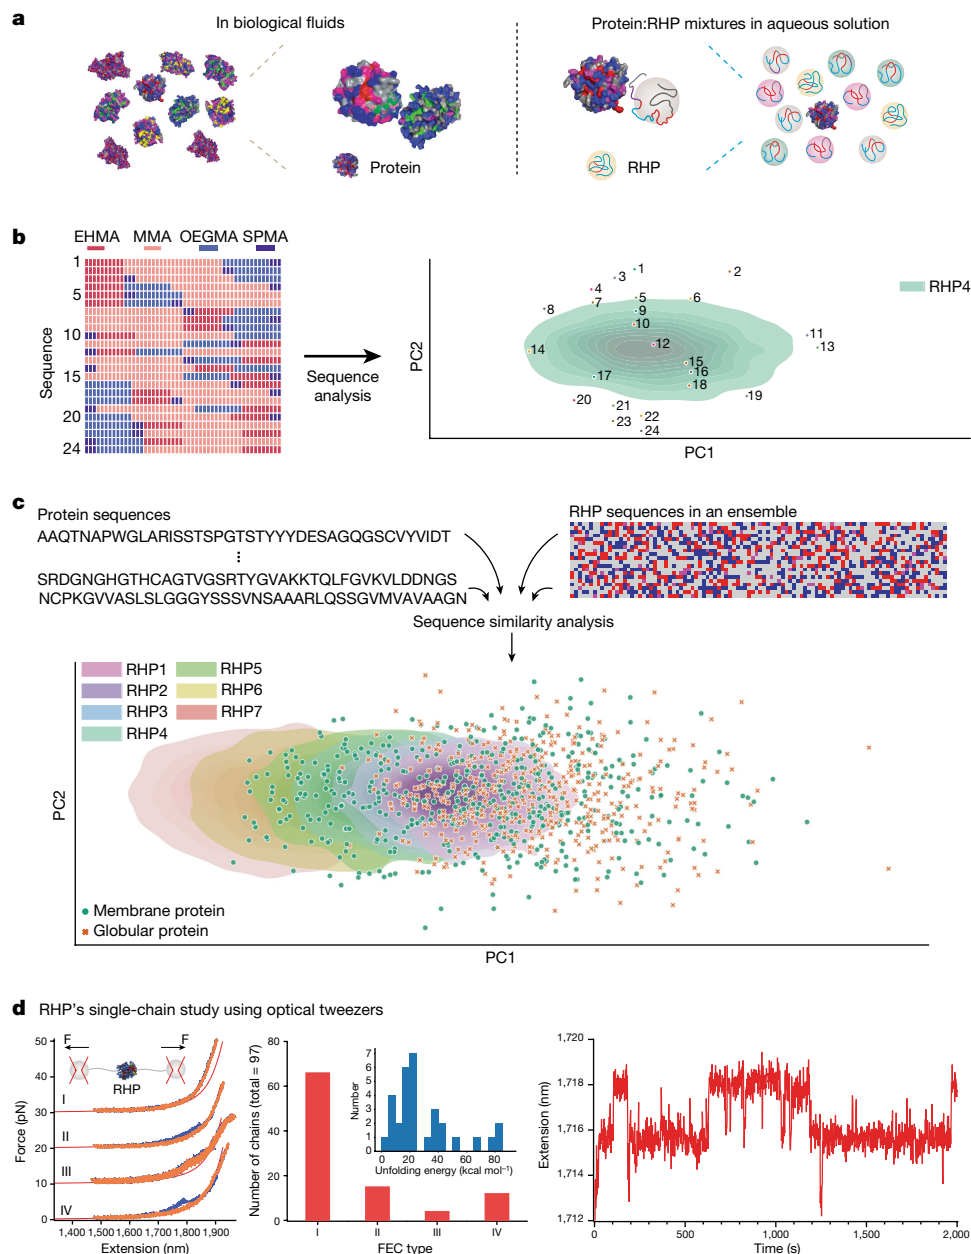 a
In biological fluids
Protein:RHP mixtures in aqueous solution
Protein
RHP
b
EHMA MMA OEGMA SPMA
1
5
10
15
20
24
Sequence
Sequence
analysis
PC2
1
2
3
4
5
6
7
8
9
10
11
12
13
14
15
16
17
18
19
20
21
22
23
24
RHP4
PC1
c
Protein sequences
AAQTNAPWGLARISSTSPGTSTYYYDESAGQGSCVYVIDT
SRDGNGHGTHCAGTVGSRTYGVAKKTQLFGVKVLDDNGS
NCPKGVVASLSLGGGYSSSVNSAAARLQSSGVMVAVAAGN
RHP sequences in an ensemble
Sequence similarity analysis
RHP1
RHP2
RHP3
RHP4
RHP5
RHP6
RHP7
PC2
Membrane protein
Globular protein
PC1
d RHP's single-chain study using optical tweezers
50
40
30
20
10
0
Force (pN)
F F
RHP
I
II
III
IV
1,400 1,500 1,600 1,700 1,800 1,900
Extension (nm)
80
60
40
20
0
Number of chains (total = 97)
7
6
5
4
3
2
1
0
Number
0 20 40 60 80
Unfolding energy (kcal mol⁻¹)
I II III IV
FEC type
1,720
1,718
1,716
1,714
1,712
Extension (nm)
0 500 1,000 1,500 2,000
Time (s)